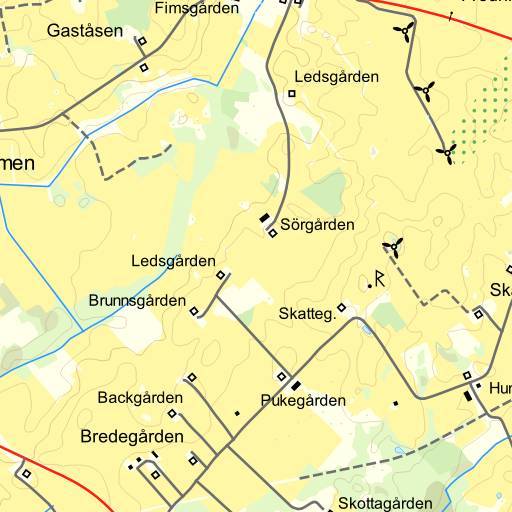 Fimsgården
Gaståsen
Ledsgården
men
Sörgården
Ledsgården
R
Brunnsgården
Skatteg.
Backgården
Pukegården
Bredegården
Skottagården